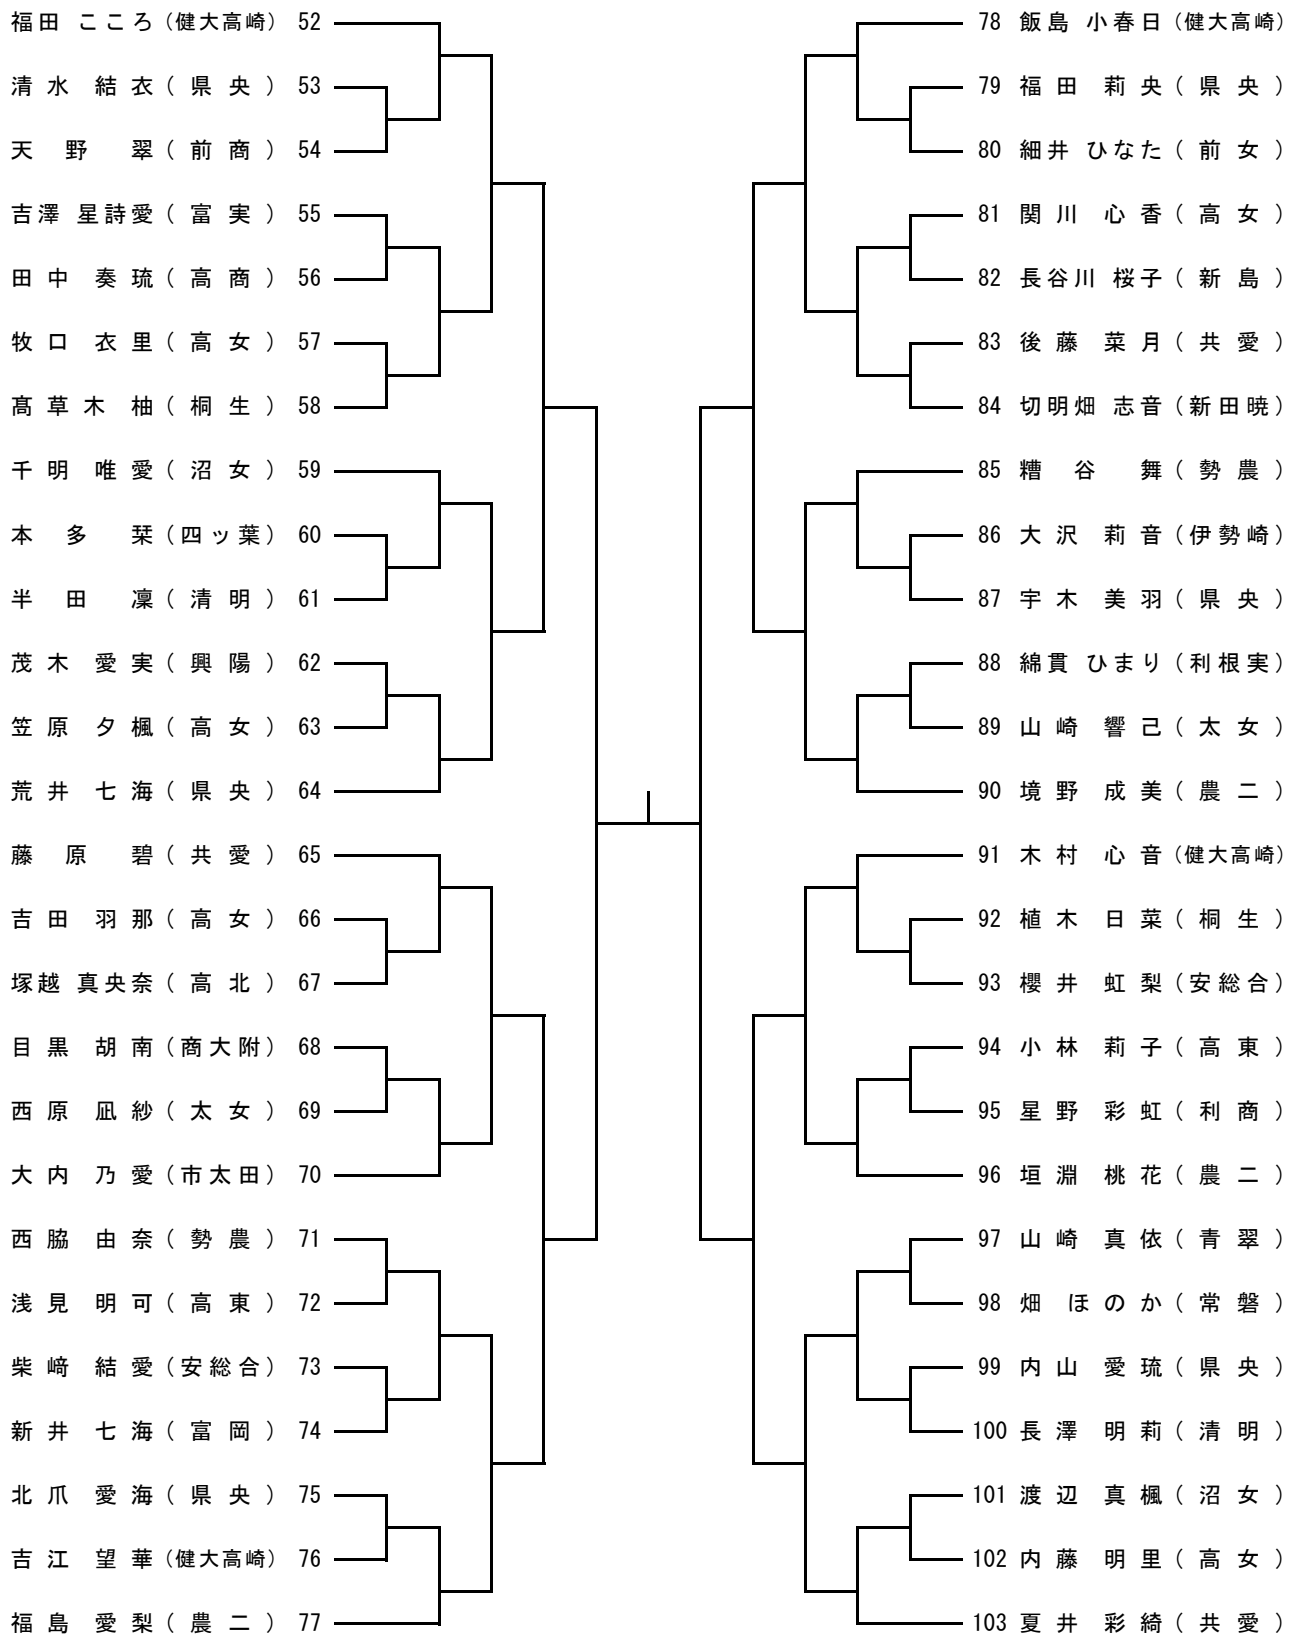 福田 こころ（健大高崎） 52
清水 結衣（県央） 53
天野 翠（前商） 54
吉澤 星詩愛（富実） 55
田中 奏琉（高商） 56
牧口 衣里（高女） 57
髙草木 柚（桐生） 58
千明 唯愛（沼女） 59
本多 栞（四ッ葉） 60
半田 凜（清明） 61
茂木 愛実（興陽） 62
笠原 夕楓（高女） 63
荒井 七海（県央） 64
藤原 碧（共愛） 65
吉田 羽那（高女） 66
塚越 真央奈（高北） 67
目黒 胡南（商大附） 68
西原 凪紗（太女） 69
大内 乃愛（市太田） 70
西脇 由奈（勢農） 71
浅見 明可（高東） 72
柴﨑 結愛（安総合） 73
新井 七海（富岡） 74
北爪 愛海（県央） 75
吉江 望華（健大高崎） 76
福島 愛梨（農二） 77
78 飯島 小春日（健大高崎）
79 福田 莉央（県央）
80 細井 ひなた（前女）
81 関川 心香（高女）
82 長谷川 桜子（新島）
83 後藤 菜月（共愛）
84 切明畑 志音（新田暁）
85 糟谷 舞（勢農）
86 大沢 莉音（伊勢崎）
87 宇木 美羽（県央）
88 綿貫 ひまり（利根実）
89 山崎 響己（太女）
90 境野 成美（農二）
91 木村 心音（健大高崎）
92 植木 日菜（桐生）
93 櫻井 虹梨（安総合）
94 小林 莉子（高東）
95 星野 彩虹（利商）
96 垣淵 桃花（農二）
97 山崎 真依（青翠）
98 畑 ほのか（常磐）
99 内山 愛琉（県央）
100 長澤 明莉（清明）
101 渡辺 真楓（沼女）
102 内藤 明里（高女）
103 夏井 彩綺（共愛）